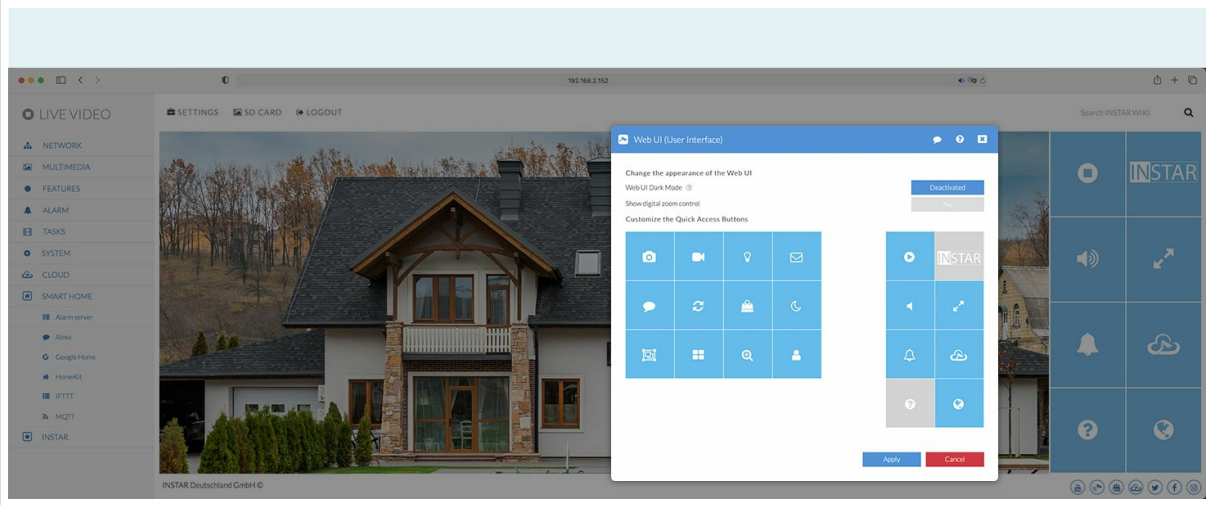 192.168.2.152
LIVE VIDEO
SETTINGS SD CARD LOGOUT
Search INSTAR WIKI
NETWORK
MULTIMEDIA
FEATURES
ALARM
TASKS
SYSTEM
CLOUD
SMART HOME
Alarm server
Alexa
Google Home
HomeKit
IFTTT
MQTT
INSTAR
Web UI (User Interface)
Change the appearance of the Web UI
Web UI Dark Mode
Deactivated
Show digital zoom control
No
Customize the Quick Access Buttons
INSTAR
Apply Cancel
INSTAR
INSTAR Deutschland GmbH ©